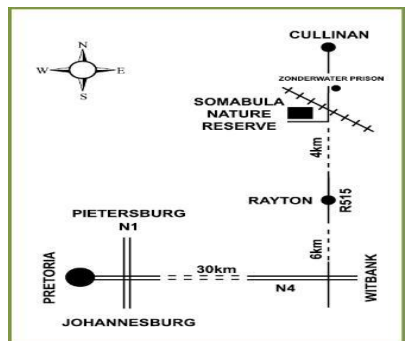 CULLINAN
N
W E
S
ZONDERWATER PRISON
SOMABULA
NATURE
RESERVE
4km
RAYTON
R515
PIETERSBURG
N1
6km
30km
PRETORIA
N4
WITBANK
JOHANNESBURG